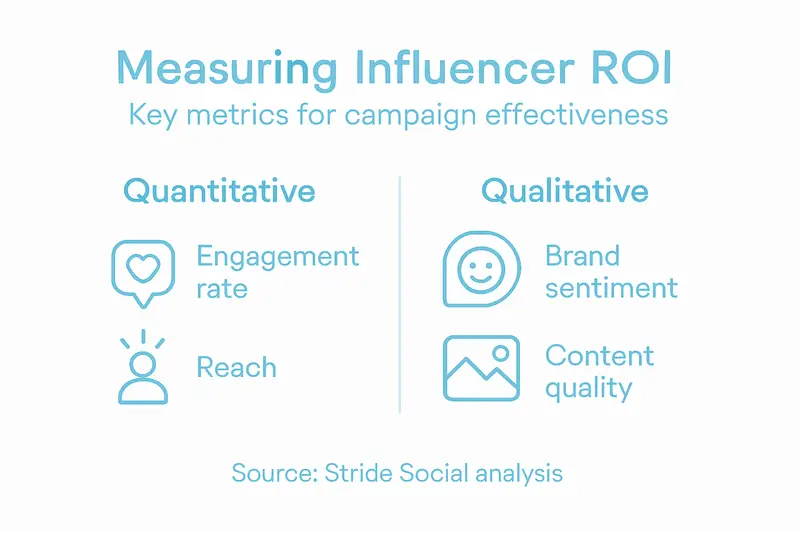 Measuring Influencer ROI
Key metrics for campaign effectiveness
Quantitative
Engagement
rate
Reach
Qualitative
Brand
sentiment
Content
quality
Source: Stride Social analysis